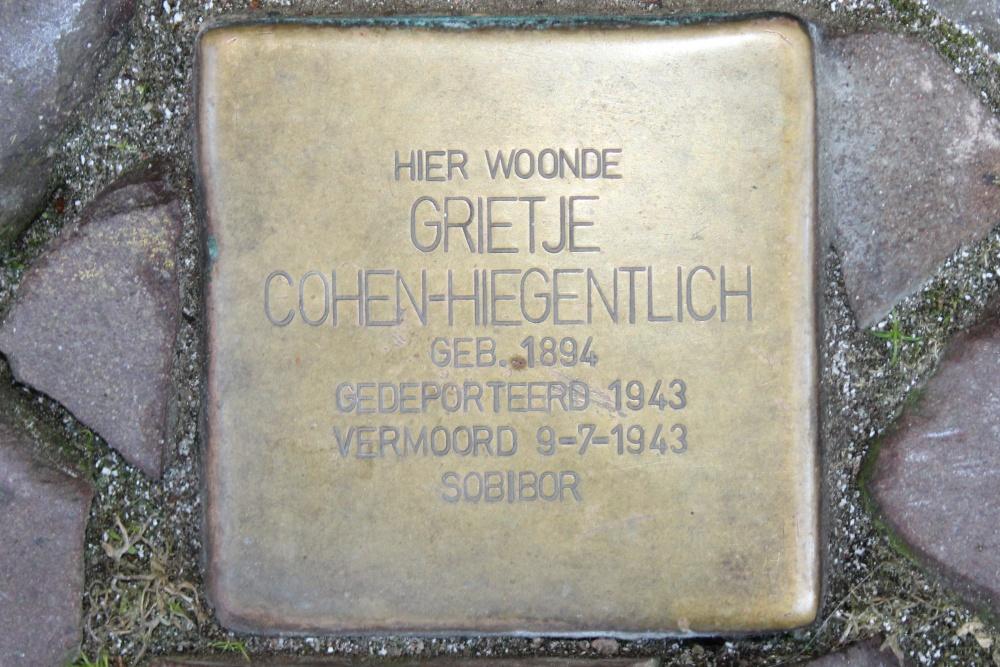 HIER WOONDE
GRIETJE
COHEN-HIEGENTLICH
GEB. 1894
GEDEPORTEERD 1943
VERMOORD 9-7-1943
SOBIBOR